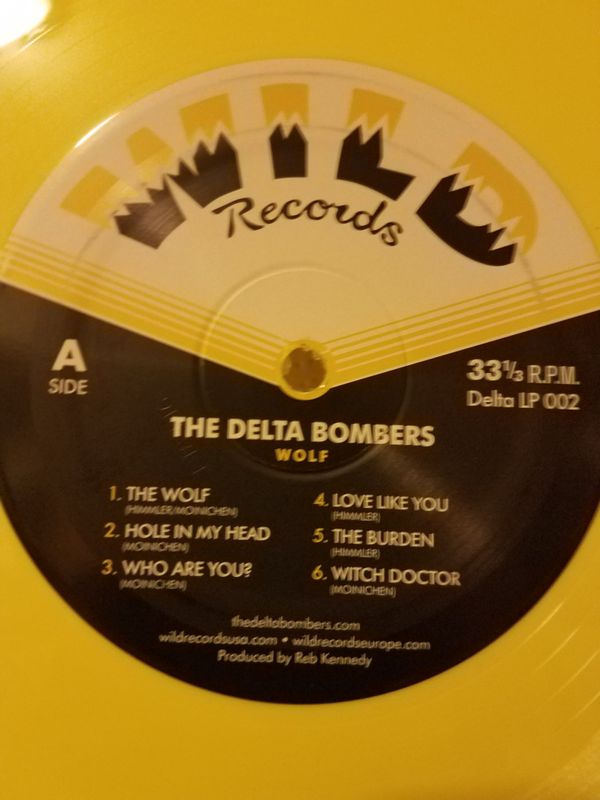 WILD
Records
A
SIDE
33⅓ R.P.M.
Delta LP 002
THE DELTA BOMBERS
WOLF
1. THE WOLF
(HIMMLER/MOINICHEN)
2. HOLE IN MY HEAD
(MOINICHEN)
3. WHO ARE YOU?
(MOINICHEN)
4. LOVE LIKE YOU
(HIMMLER)
5. THE BURDEN
(HIMMLER)
6. WITCH DOCTOR
(MOINICHEN)
thedeltabombers.com
wildrecordsusa.com • wildrecordseurope.com
Produced by Reb Kennedy